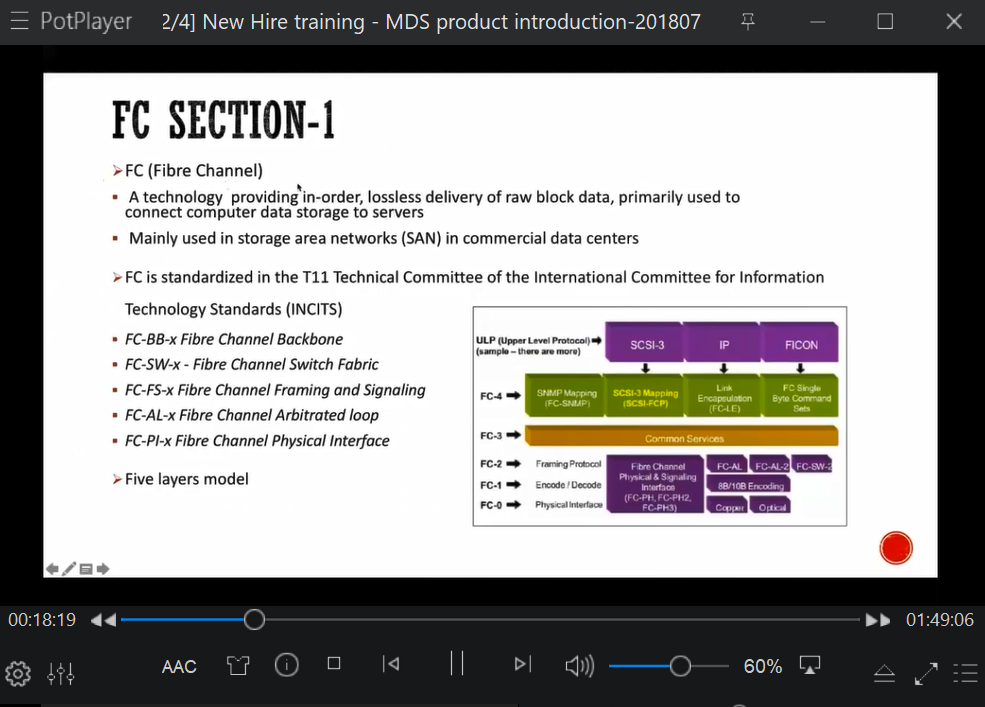 PotPlayer
2/4] New Hire training - MDS product introduction-201807
FC SECTION-1
FC (Fibre Channel)
A technology providing in-order, lossless delivery of raw block data, primarily used to
connect computer data storage to servers
Mainly used in storage area networks (SAN) in commercial data centers
FC is standardized in the T11 Technical Committee of the International Committee for Information
Technology Standards (INCITS)
FC-BB-x Fibre Channel Backbone
FC-SW-x - Fibre Channel Switch Fabric
FC-FS-x Fibre Channel Framing and Signaling
FC-AL-x Fibre Channel Arbitrated loop
FC-PI-x Fibre Channel Physical Interface
Five layers model
ULP (Upper Level Protocol)
(sample – there are more)
SCSI-3
IP
FICON
FC-4
SNMP Mapping
(FC-SNMP)
SCSI-3 Mapping
(SCSI-FCP)
Link
Encapsulation
(FC-LE)
FC Single
Byte Command
Sets
FC-3
Common Services
FC-2
Framing Protocol
FC-1
Encode / Decode
FC-0
Physical Interface
Fibre Channel
Physical & Signaling
Interface
(FC-PH, FC-PH2,
FC-PH3)
FC-AL
FC-AL-2
FC-SW-2
8B/10B Encoding
Copper
Optical
00:18:19
01:49:06
AAC
60%